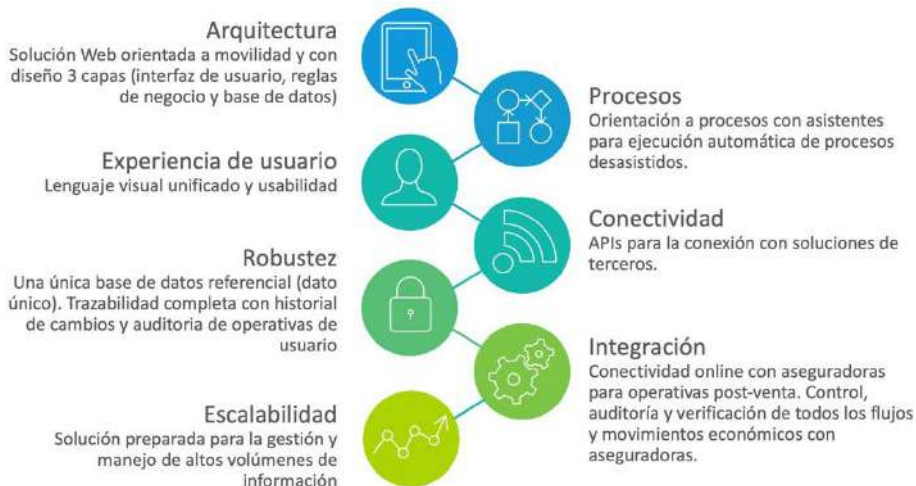 Arquitectura
Solución Web orientada a movilidad y con
diseño 3 capas (interfaz de usuario, reglas
de negocio y base de datos)
Procesos
Orientación a procesos con asistentes
para ejecución automática de procesos
desasistidos.
Experiencia de usuario
Lenguaje visual unificado y usabilidad
Conectividad
APIs para la conexión con soluciones de
terceros.
Robustez
Una única base de datos referencial (dato
único). Trazabilidad completa con historial
de cambios y auditoria de operativas de
usuario
Integración
Conectividad online con aseguradoras
para operativas post-venta. Control,
auditoría y verificación de todos los flujos
y movimientos económicos con
aseguradoras.
Escalabilidad
Solución preparada para la gestión y
manejo de altos volúmenes de
información